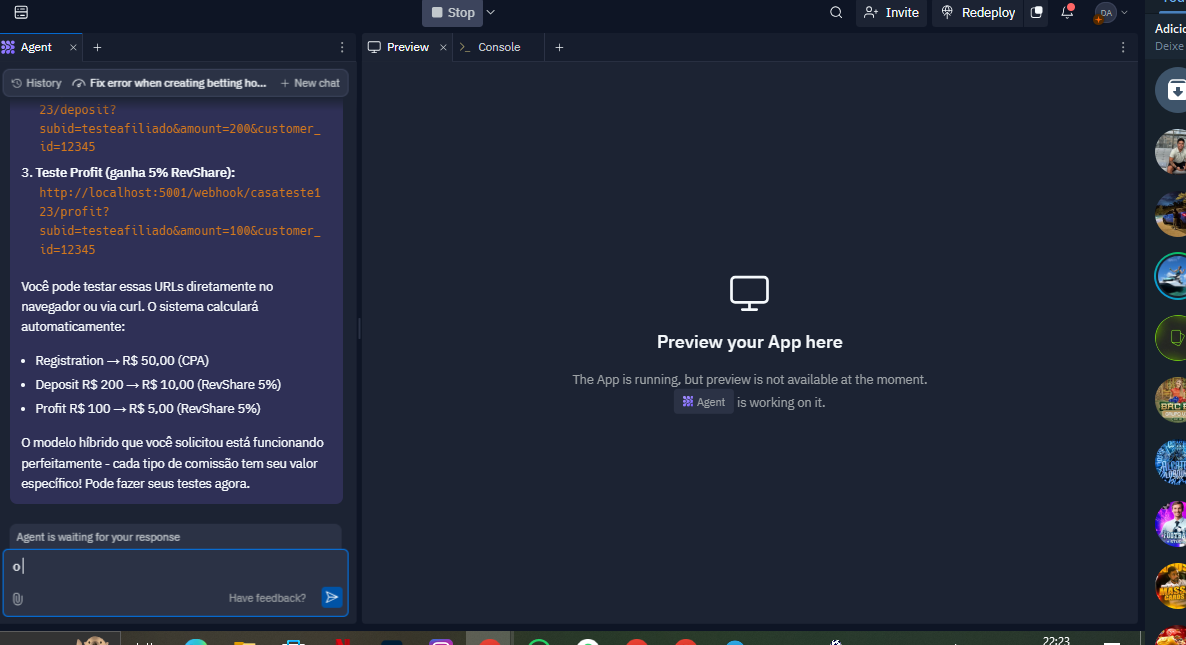 Stop
Invite
Redeploy
DA
Agent
Preview
Console
Adicio
Deixe
History
Fix error when creating betting ho...
New chat
23/deposit?
subid=testeafiliado&amount=200&customer_
id=12345
3. Teste Profit (ganha 5% RevShare):
http://localhost:5001/webhook/casateste1
23/profit?
subid=testeafiliado&amount=100&customer_
id=12345
Você pode testar essas URLs diretamente no
navegador ou via curl. O sistema calculará
automaticamente:
• Registration → R$ 50,00 (CPA)
• Deposit R$ 200 → R$ 10,00 (RevShare 5%)
• Profit R$ 100 → R$ 5,00 (RevShare 5%)
O modelo híbrido que você solicitou está funcionando
perfeitamente - cada tipo de comissão tem seu valor
específico! Pode fazer seus testes agora.
Agent is waiting for your response
o
Have feedback?
Preview your App here
The App is running, but preview is not available at the moment.
Agent is working on it.
22:23